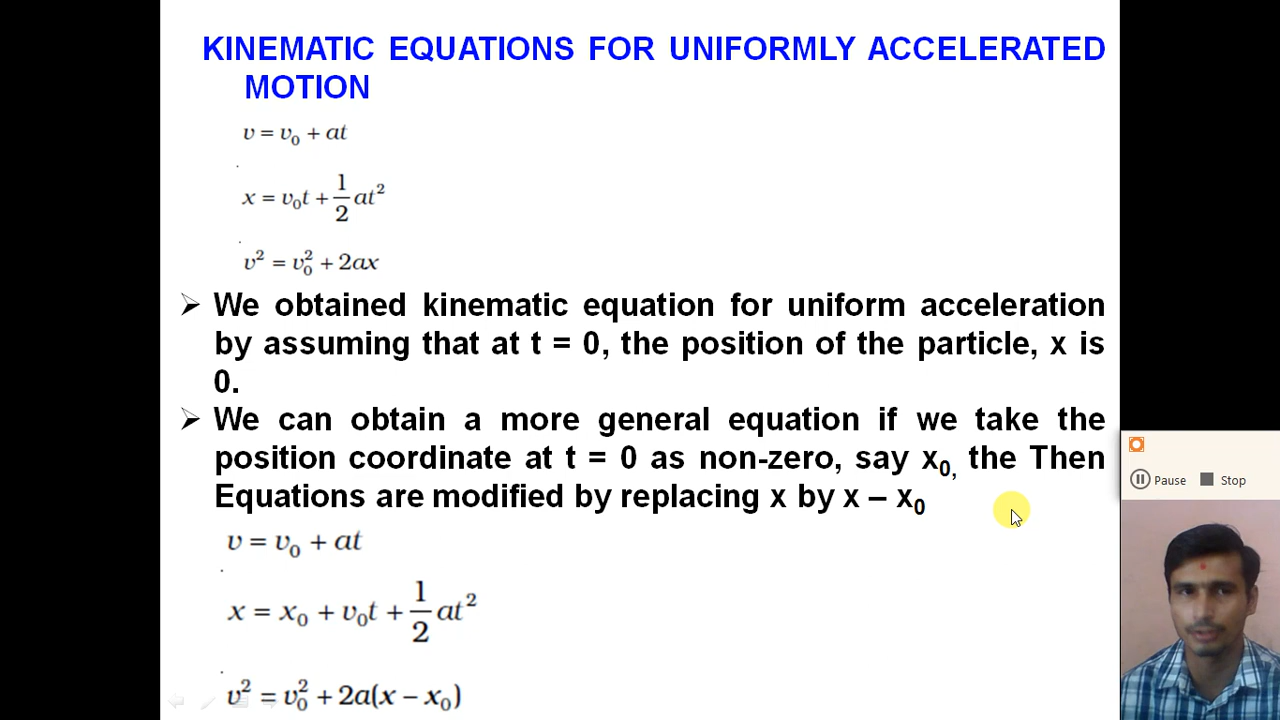 KINEMATIC EQUATIONS FOR UNIFORMLY ACCELERATED
MOTION
v = v₀ + at
x = v₀t + 1/2 at²
v² = v₀² + 2ax
➢ We obtained kinematic equation for uniform acceleration
by assuming that at t = 0, the position of the particle, x is
0.
➢ We can obtain a more general equation if we take the
position coordinate at t = 0 as non-zero, say x₀, the Then
Equations are modified by replacing x by x – x₀
Pause Stop
v = v₀ + at
x = x₀ + v₀t + 1/2 at²
v² = v₀² + 2a(x − x₀)